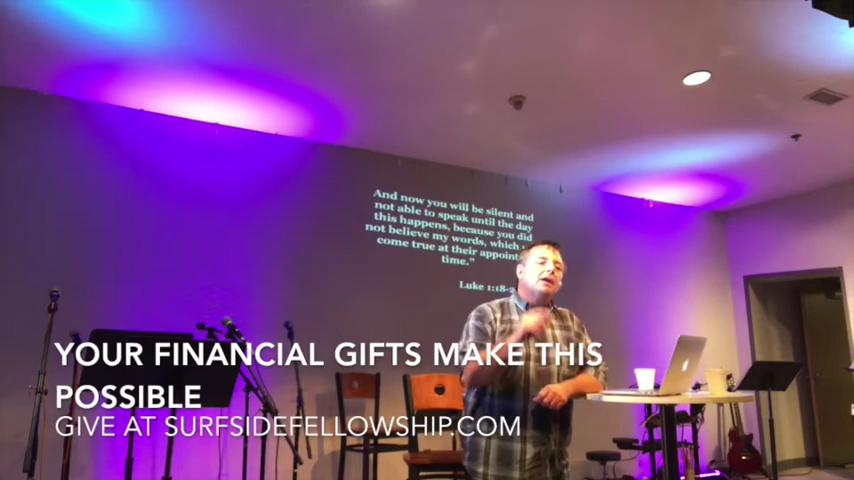 And now you will be silent and
not able to speak until the day
this happens, because you did
not believe my words, which
come true at their
time."
Luke 1:18-
YOUR FINANCIAL GIFTS MAKE THIS
POSSIBLE
GIVE AT SURFSIDEFELLOWSHIP.COM